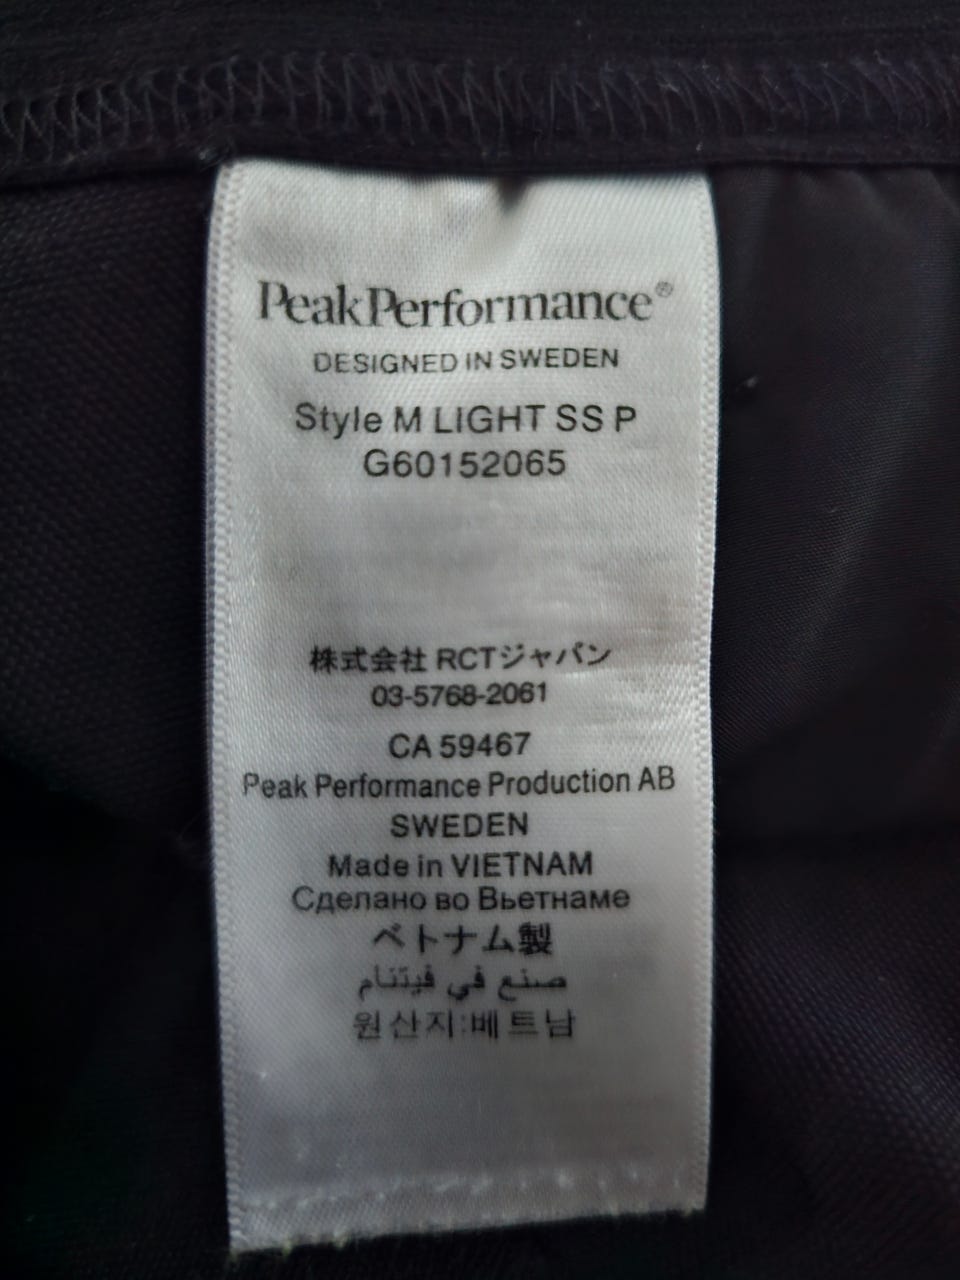 PeakPerformance®
DESIGNED IN SWEDEN
Style M LIGHT SS P
G60152065
株式会社 RCTジャパン
03-5768-2061
CA 59467
Peak Performance Production AB
SWEDEN
Made in VIETNAM
Сделано во Вьетнаме
ベトナム製
صنع في فيتنام
원산지:베트남